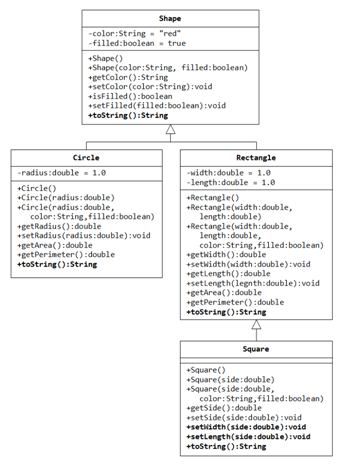 Shape
-color:String = "red"
-filled:boolean = true
+Shape()
+Shape(color:String, filled:boolean)
+getColor():String
+setColor(color:String):void
+isFilled():boolean
+setFilled(filled:boolean):void
+toString():String
Circle
-radius:double = 1.0
+Circle()
+Circle(radius:double)
+Circle(radius:double,
color:String,filled:boolean)
+getRadius():double
+setRadius(radius:double):void
+getArea():double
+getPerimeter():double
+toString():String
Rectangle
-width:double = 1.0
-length:double = 1.0
+Rectangle()
+Rectangle(width:double,
length:double)
+Rectangle(width:double,
length:double,
color:String,filled:boolean)
+getWidth():double
+setWidth(width:double):void
+getLength():double
+setLength(legnth:double):void
+getArea():double
+getPerimeter():double
+toString():String
Square
+Square()
+Square(side:double)
+Square(side:double,
color:String,filled:boolean)
+getSide():double
+setSide(side:double):void
+setWidth(side:double):void
+setLength(side:double):void
+toString():String